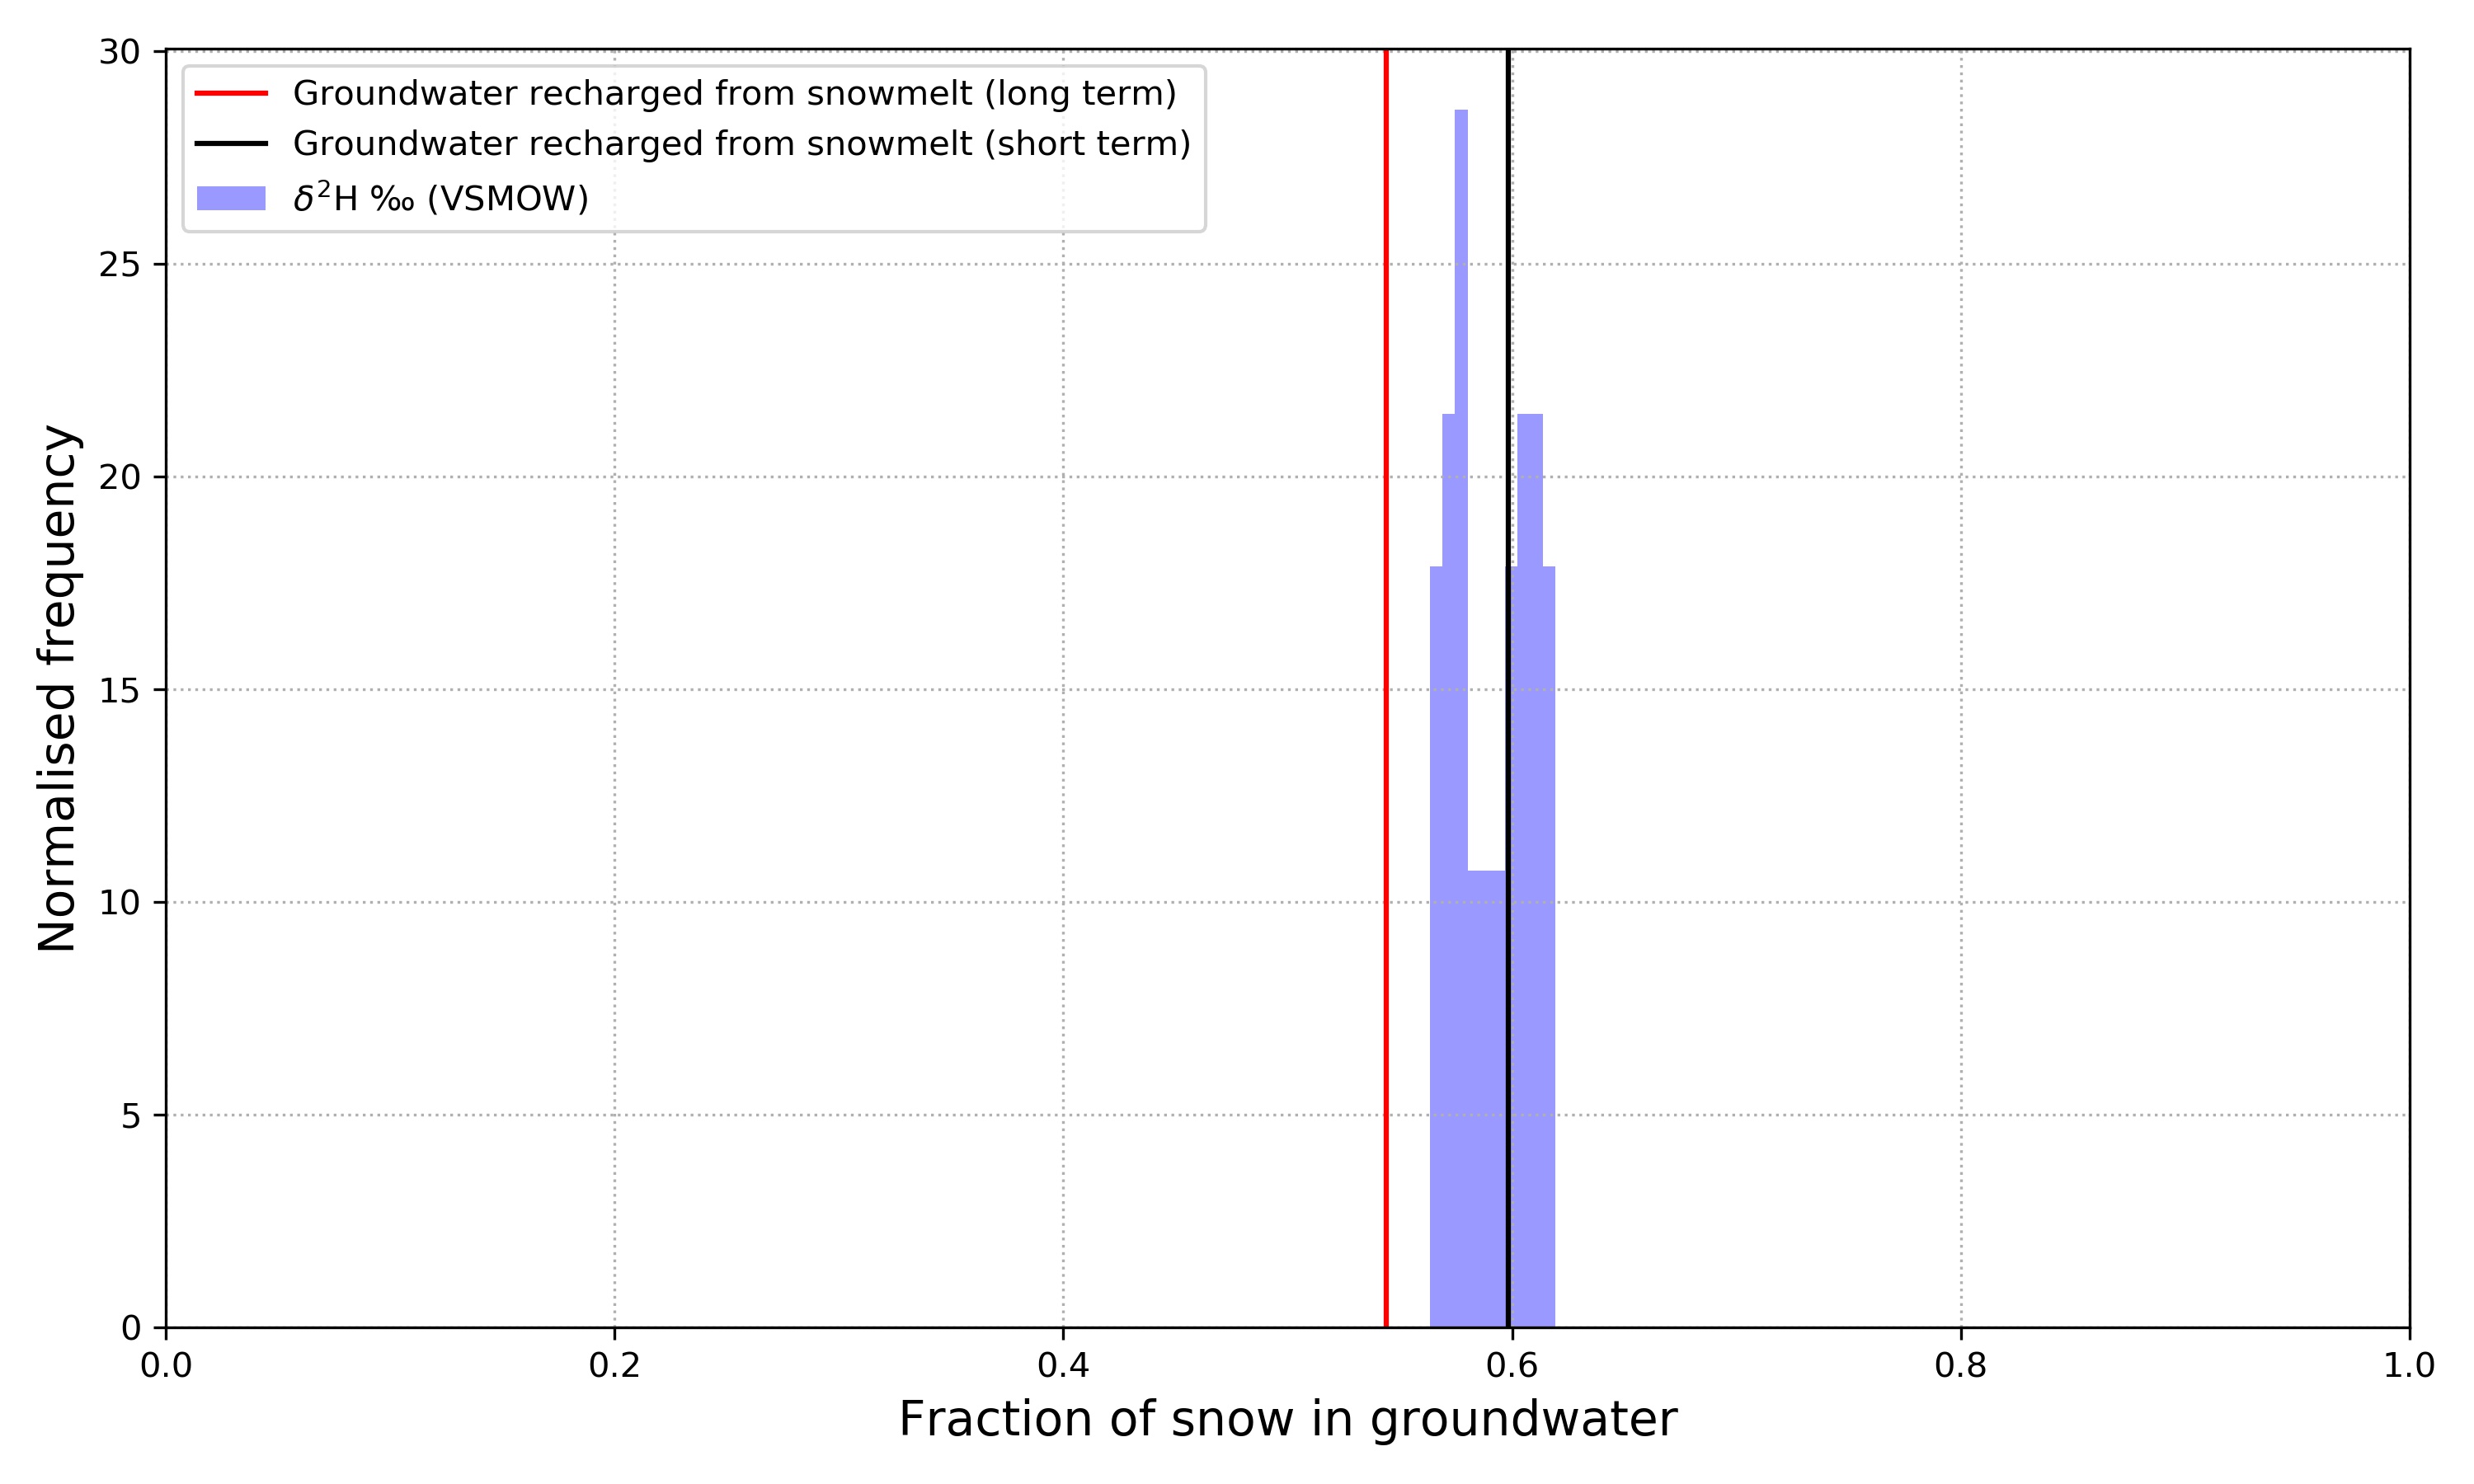 Groundwater recharged from snowmelt (long term)
Groundwater recharged from snowmelt (short term)
δ²H ‰ (VSMOW)
30
25
20
15
10
5
0
Normalised frequency
0.0 0.2 0.4 0.6 0.8 1.0
Fraction of snow in groundwater